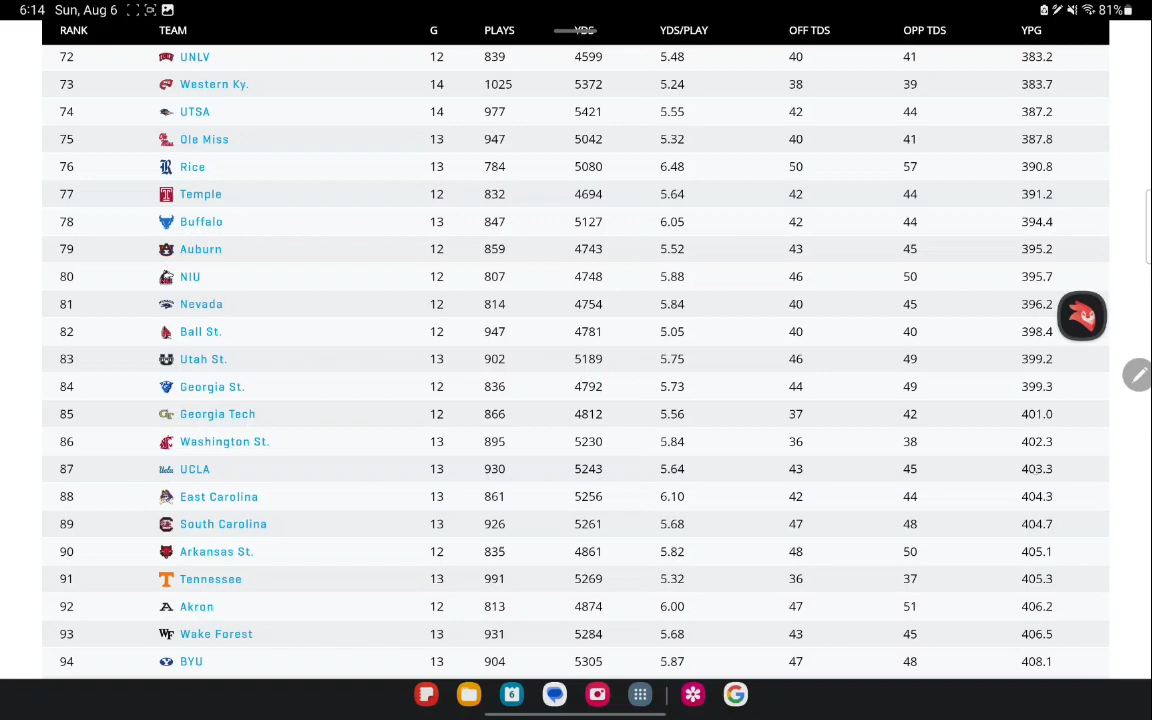 6:14 Sun, Aug 6 81%
RANK TEAM G PLAYS YDS YDS/PLAY OFF TDS OPP TDS YPG
72 UNLV 12 839 4599 5.48 40 41 383.2
73 Western Ky. 14 1025 5372 5.24 38 39 383.7
74 UTSA 14 977 5421 5.55 42 44 387.2
75 Ole Miss 13 947 5042 5.32 40 41 387.8
76 Rice 13 784 5080 6.48 50 57 390.8
77 Temple 12 832 4694 5.64 42 44 391.2
78 Buffalo 13 847 5127 6.05 42 44 394.4
79 Auburn 12 859 4743 5.52 43 45 395.2
80 NIU 12 807 4748 5.88 46 50 395.7
81 Nevada 12 814 4754 5.84 40 45 396.2
82 Ball St. 12 947 4781 5.05 40 40 398.4
83 Utah St. 13 902 5189 5.75 46 49 399.2
84 Georgia St. 12 836 4792 5.73 44 49 399.3
85 Georgia Tech 12 866 4812 5.56 37 42 401.0
86 Washington St. 13 895 5230 5.84 36 38 402.3
87 UCLA 13 930 5243 5.64 43 45 403.3
88 East Carolina 13 861 5256 6.10 42 44 404.3
89 South Carolina 13 926 5261 5.68 47 48 404.7
90 Arkansas St. 12 835 4861 5.82 48 50 405.1
91 Tennessee 13 991 5269 5.32 36 37 405.3
92 Akron 12 813 4874 6.00 47 51 406.2
93 Wake Forest 13 931 5284 5.68 43 45 406.5
94 BYU 13 904 5305 5.87 47 48 408.1